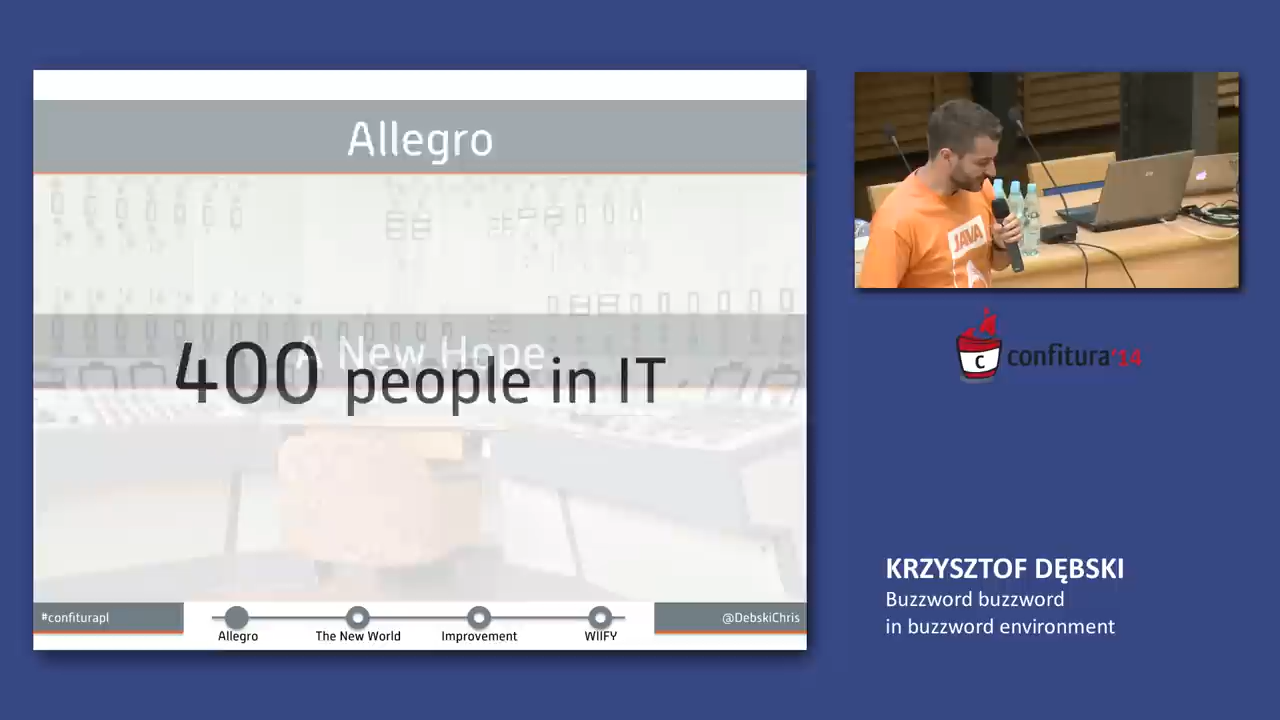 Allegro
A New Hope
400 people in IT
#confiturapl
Allegro
The New World
Improvement
WIIFY
@DebskiChris
JAVA
C confitura'14
KRZYSZTOF DĘBSKI
Buzzword buzzword
in buzzword environment